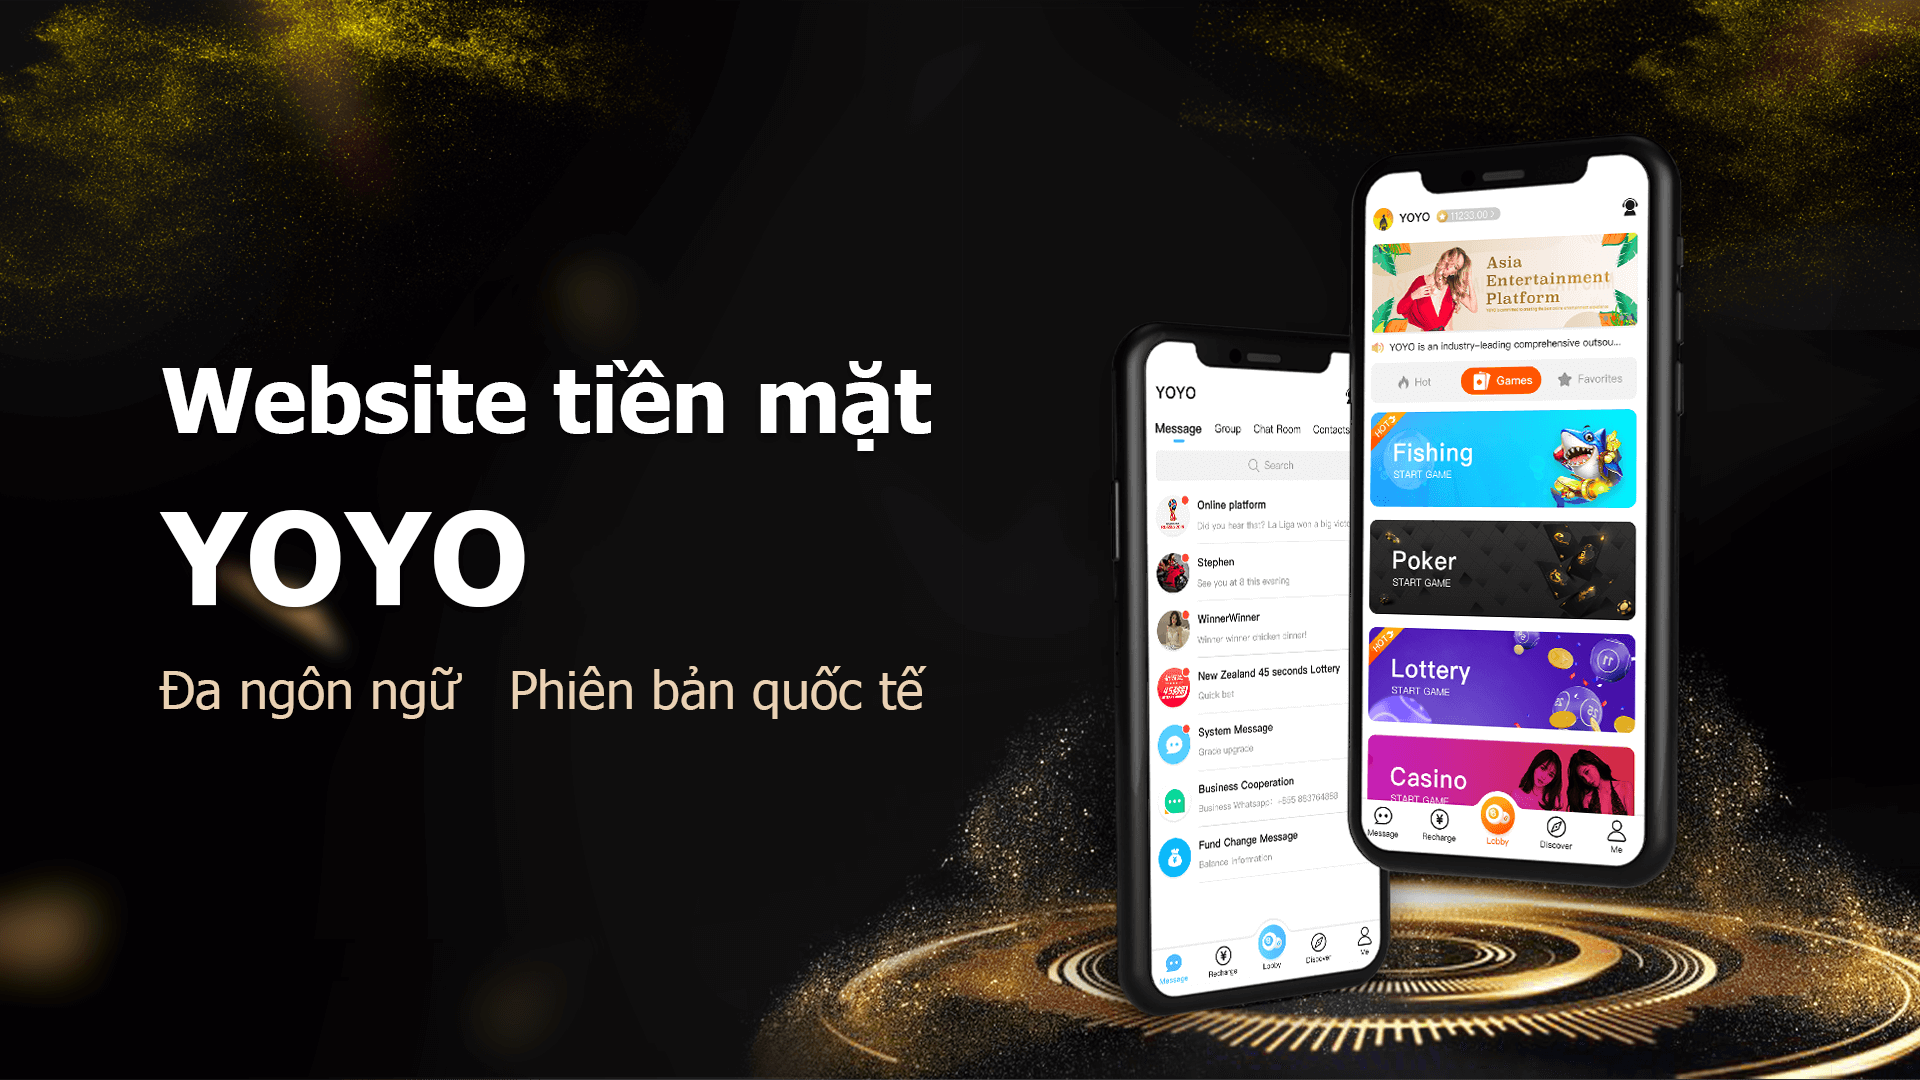 Website tiền mặt
YOYO
Đa ngôn ngữ Phiên bản quốc tế
YOYO
Message Group Chat Room Contacts
Search
Online platform
Did you hear that? La Liga won a big victo
Stephen
See you at 8 this evening
WinnerWinner
Winner winner chicken dinner!
New Zealand 45 seconds Lottery
Quick bet
System Message
Grace upgrace
Business Cooperation
Business Whatsapp:
Fund Change Message
Balance Information
Message Recharge Lobby Discover Me
YOYO 11233.00
Asia
Entertainment
Platform
YOYO is an industry-leading comprehensive outsou...
Hot Games Favorites
HOT
Fishing
START GAME
Poker
START GAME
HOT
Lottery
START GAME
Casino
START GAME
Message Recharge Lobby Discover Me